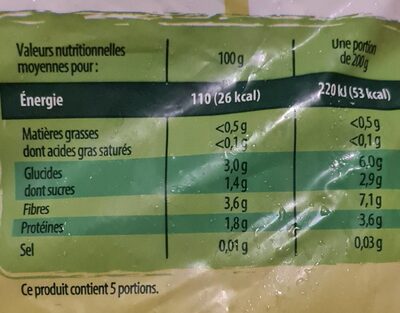 Valeurs nutritionnelles
moyennes pour : 100 g Une portion de 200 g
Énergie 110 (26 kcal) 220 kJ (53 kcal)
Matières grasses <0,5 g <0,5 g
dont acides gras saturés <0,1 g <0,1 g
Glucides 3,0 g 6,0 g
dont sucres 1,4 g 2,9 g
Fibres 3,6 g 7,1 g
Protéines 1,8 g 3,6 g
Sel 0,01 g 0,03 g
Ce produit contient 5 portions.